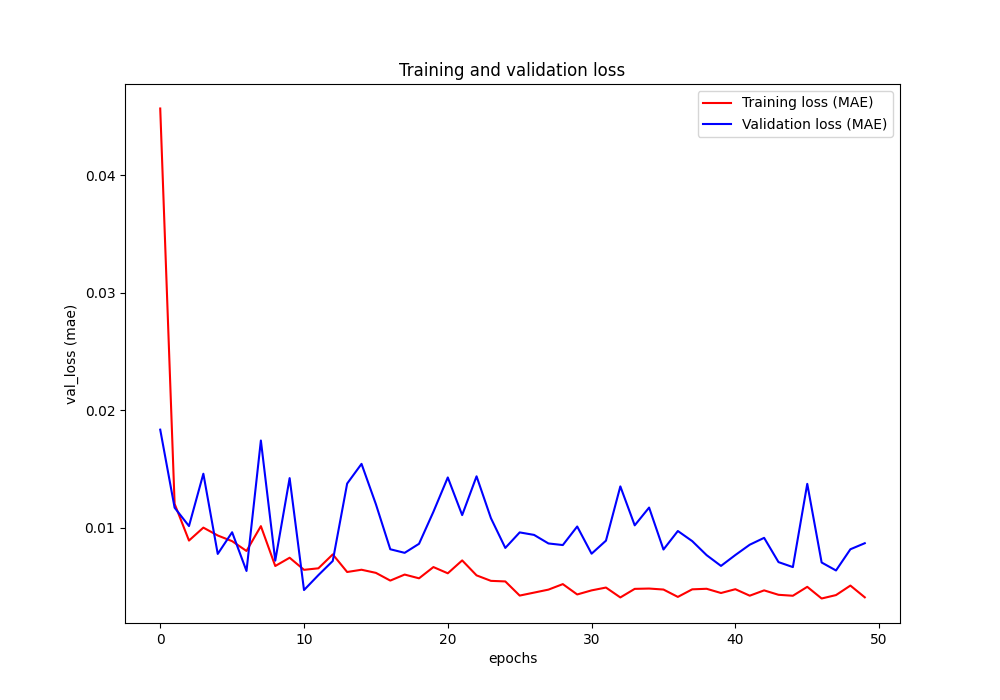 Training and validation loss
Training loss (MAE)
Validation loss (MAE)
0.04
0.03
0.02
0.01
val_loss (mae)
0
10
20
30
40
50
epochs